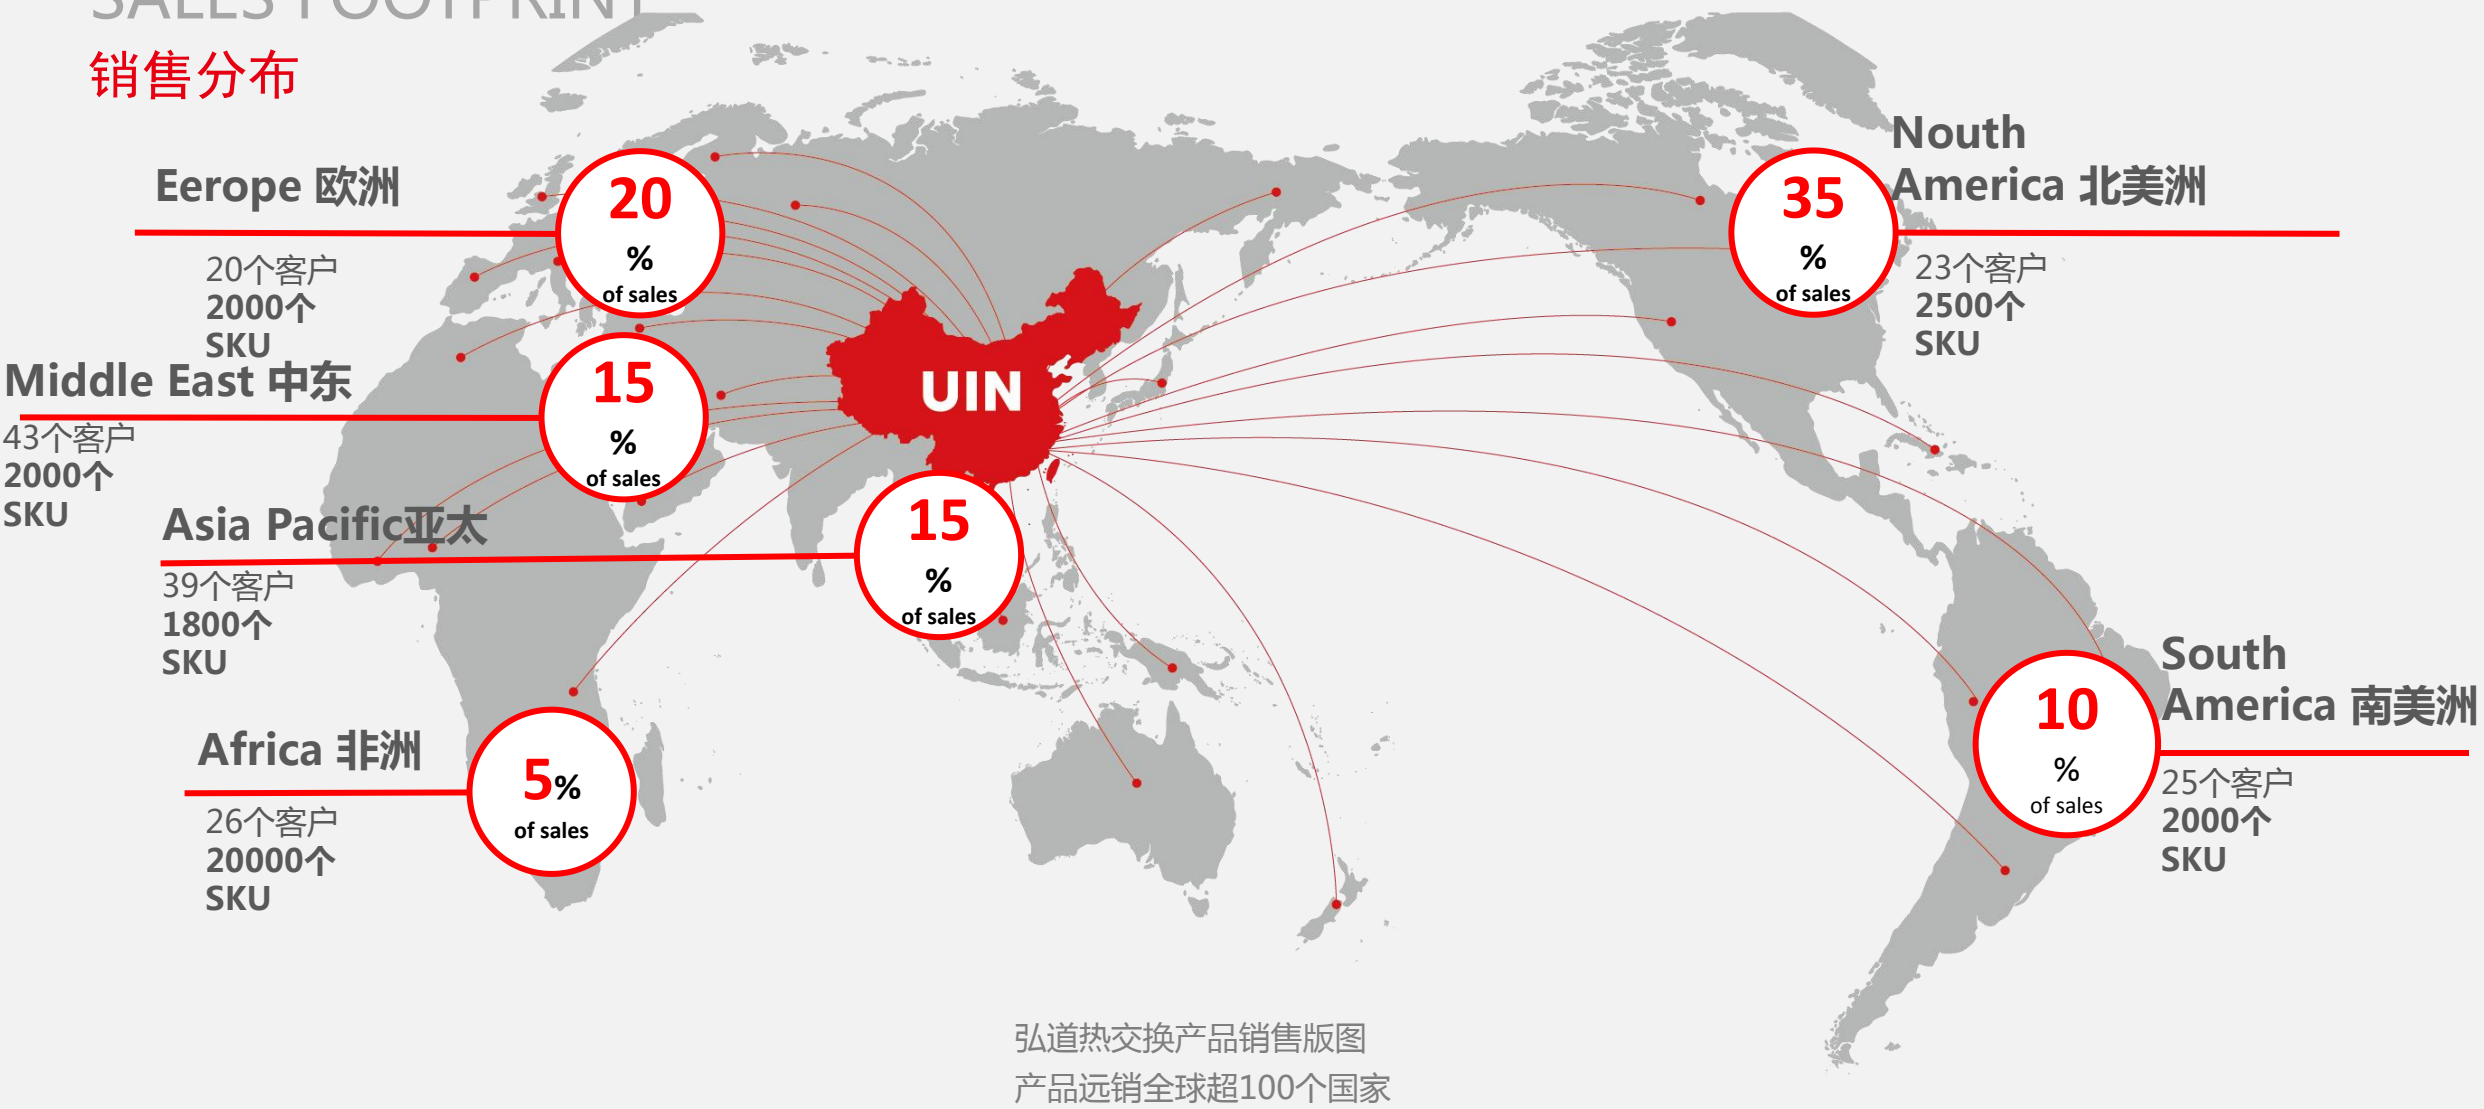 SALES FOOTPRINT
销售分布
Eerope 欧洲
20个客户
2000个
SKU
20
%
of sales
Middle East 中东
43个客户
2000个
SKU
15
%
of sales
Asia Pacific亚太
39个客户
1800个
SKU
15
%
of sales
Africa 非洲
26个客户
20000个
SKU
5%
of sales
UIN
35
%
of sales
Nouth
America 北美洲
23个客户
2500个
SKU
10
%
of sales
South
America 南美洲
25个客户
2000个
SKU
弘道热交换产品销售版图
产品远销全球超100个国家